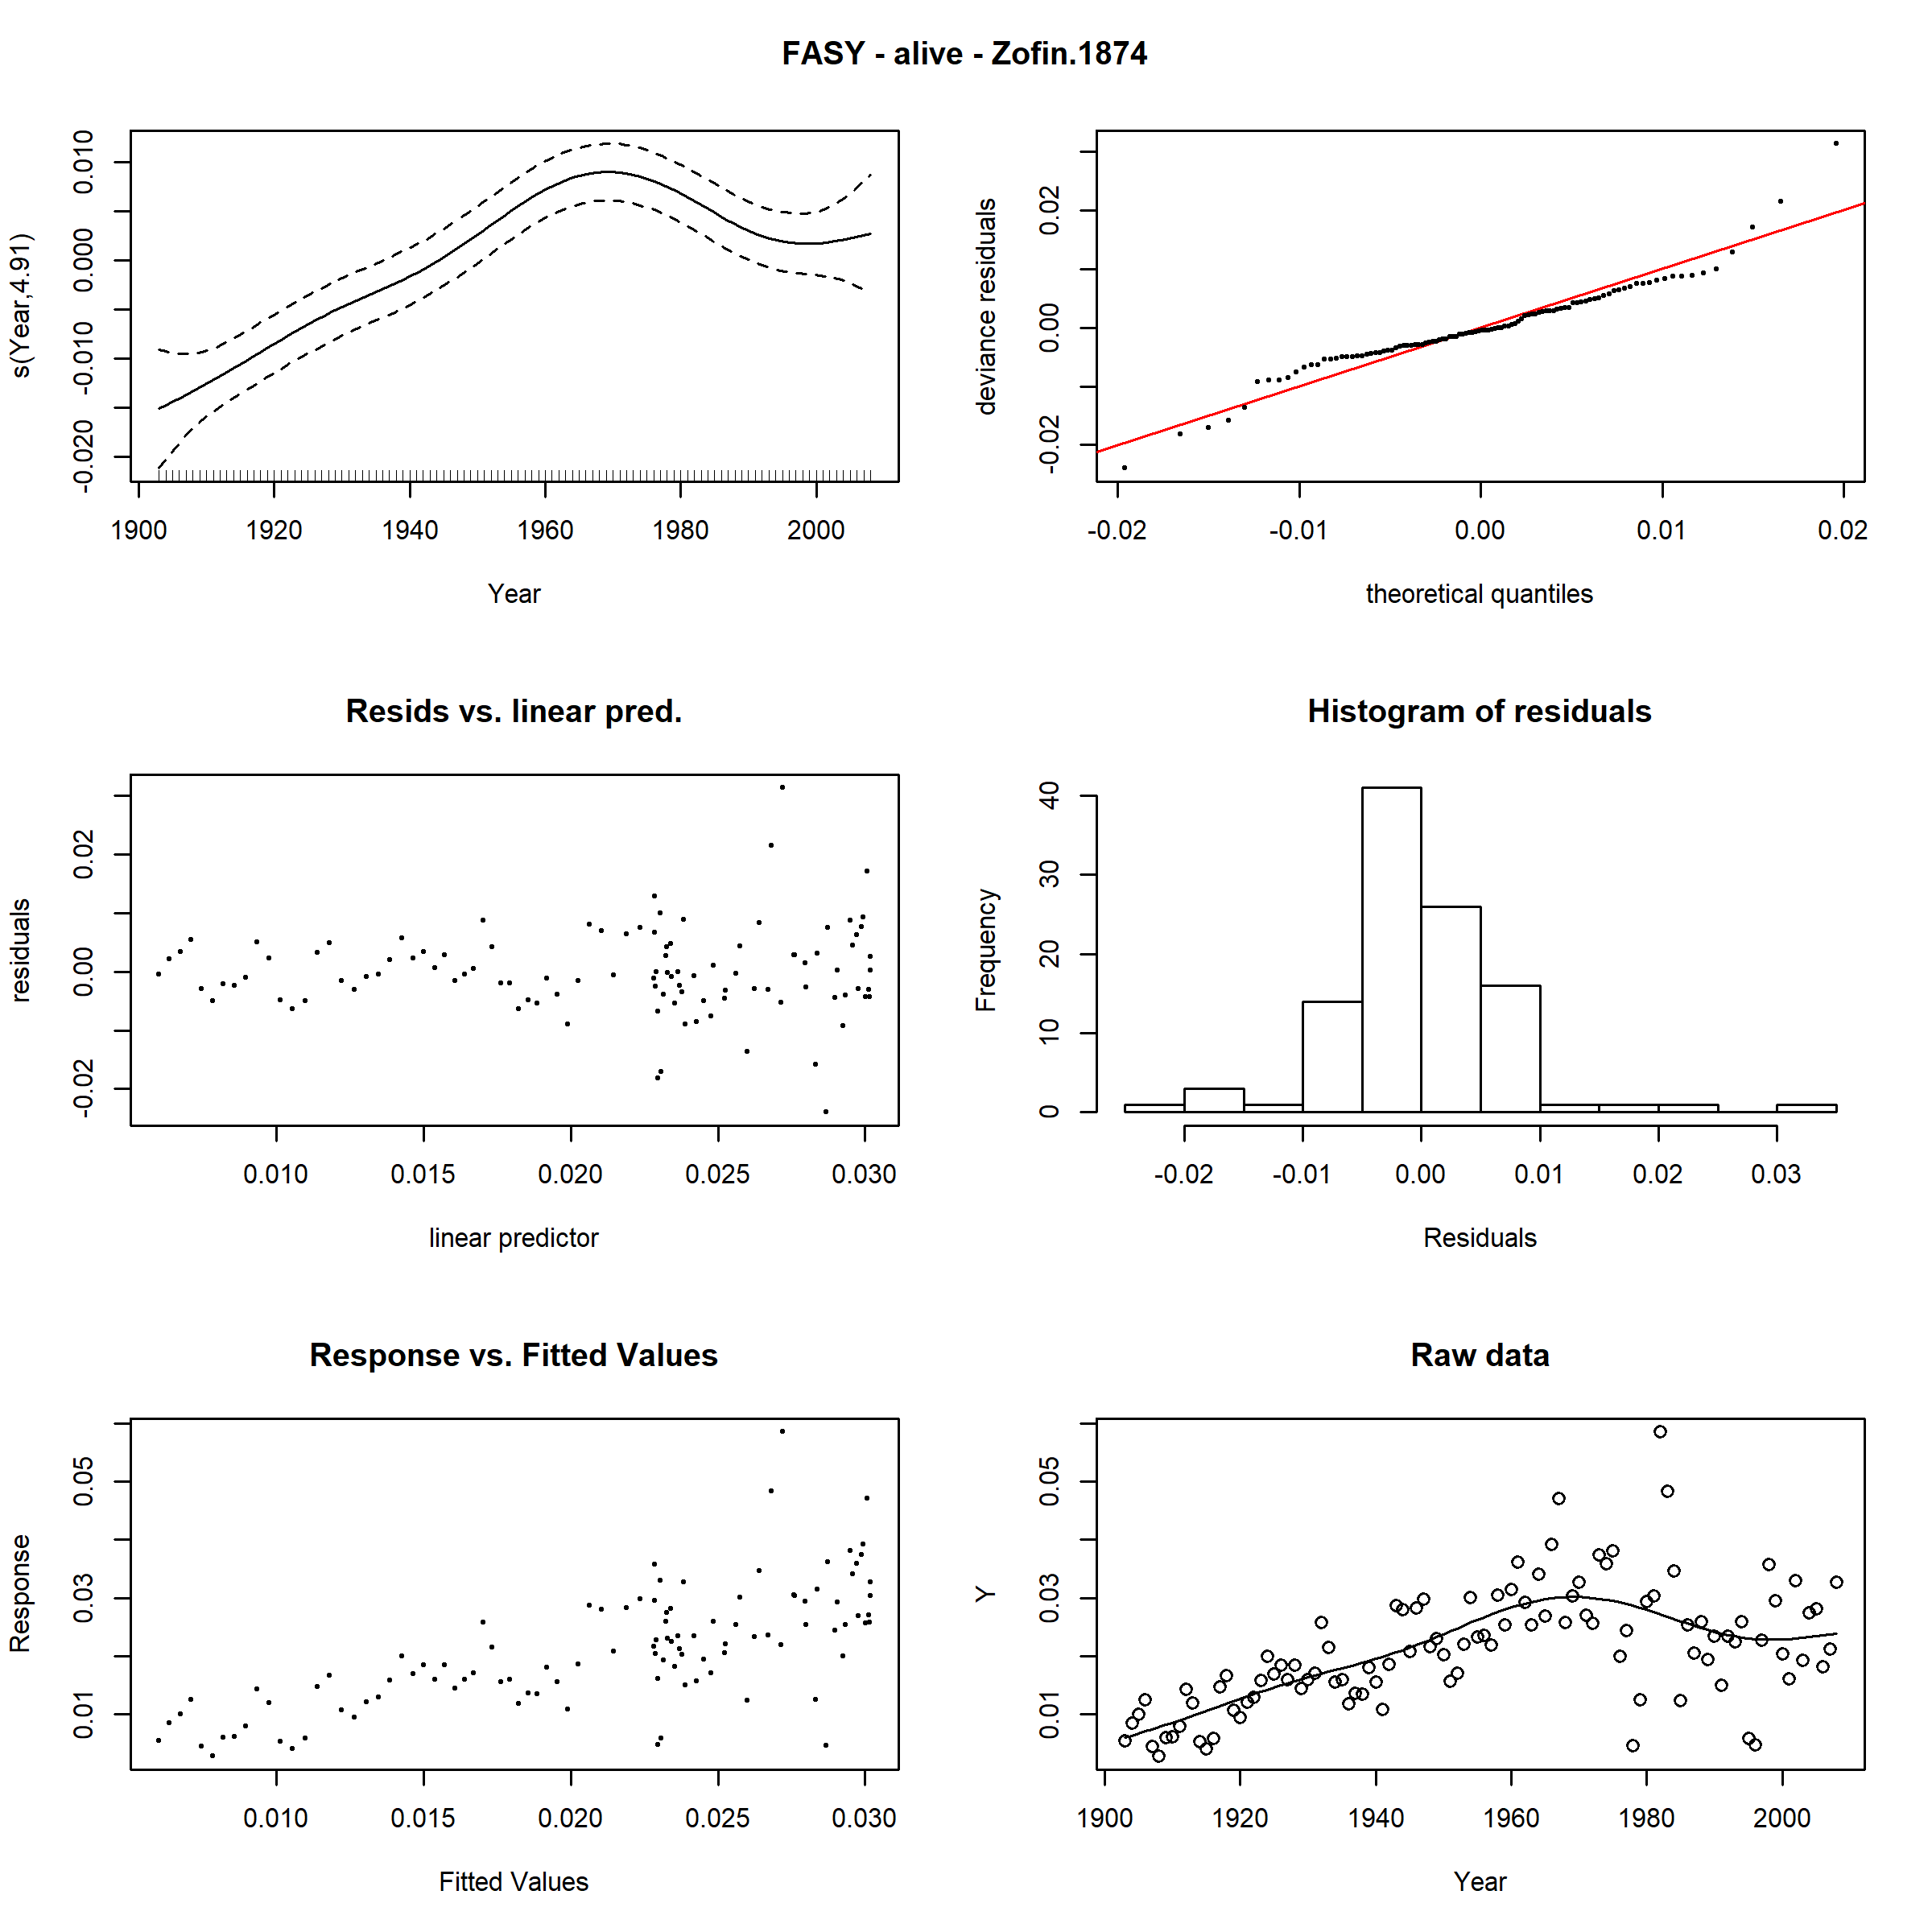 FASY - alive - Zofin.1874
s(Year,4.91)
-0.020 -0.010 0.000 0.010
1900 1920 1940 1960 1980 2000
Year
deviance residuals
-0.02 0.00 0.02
-0.02 -0.01 0.00 0.01 0.02
theoretical quantiles
Resids vs. linear pred.
residuals
-0.02 0.00 0.02
0.010 0.015 0.020 0.025 0.030
linear predictor
Histogram of residuals
Frequency
0 10 20 30 40
-0.02 -0.01 0.00 0.01 0.02 0.03
Residuals
Response vs. Fitted Values
Response
0.01 0.03 0.05
0.010 0.015 0.020 0.025 0.030
Fitted Values
Raw data
Y
0.01 0.03 0.05
1900 1920 1940 1960 1980 2000
Year